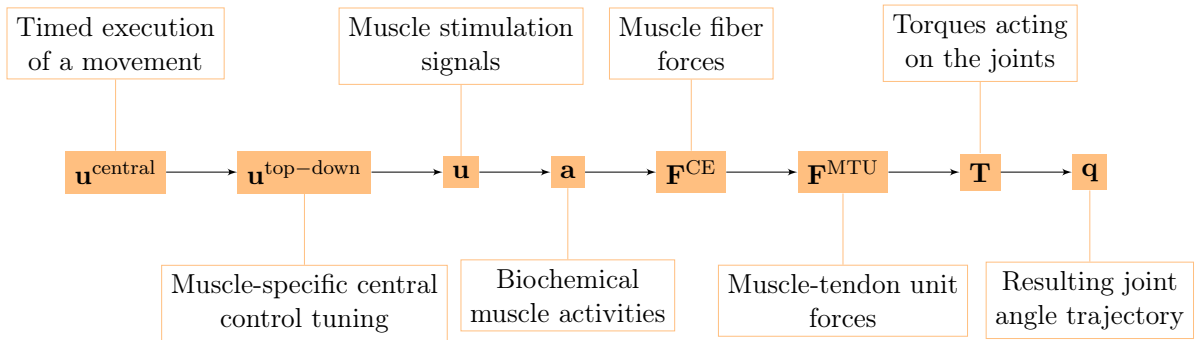 Timed execution
of a movement
Muscle stimulation
signals
Muscle fiber
forces
Torques acting
on the joints
u^central
u^top−down
u
a
F^CE
F^MTU
T
q
Muscle-specific central
control tuning
Biochemical
muscle activities
Muscle-tendon unit
forces
Resulting joint
angle trajectory